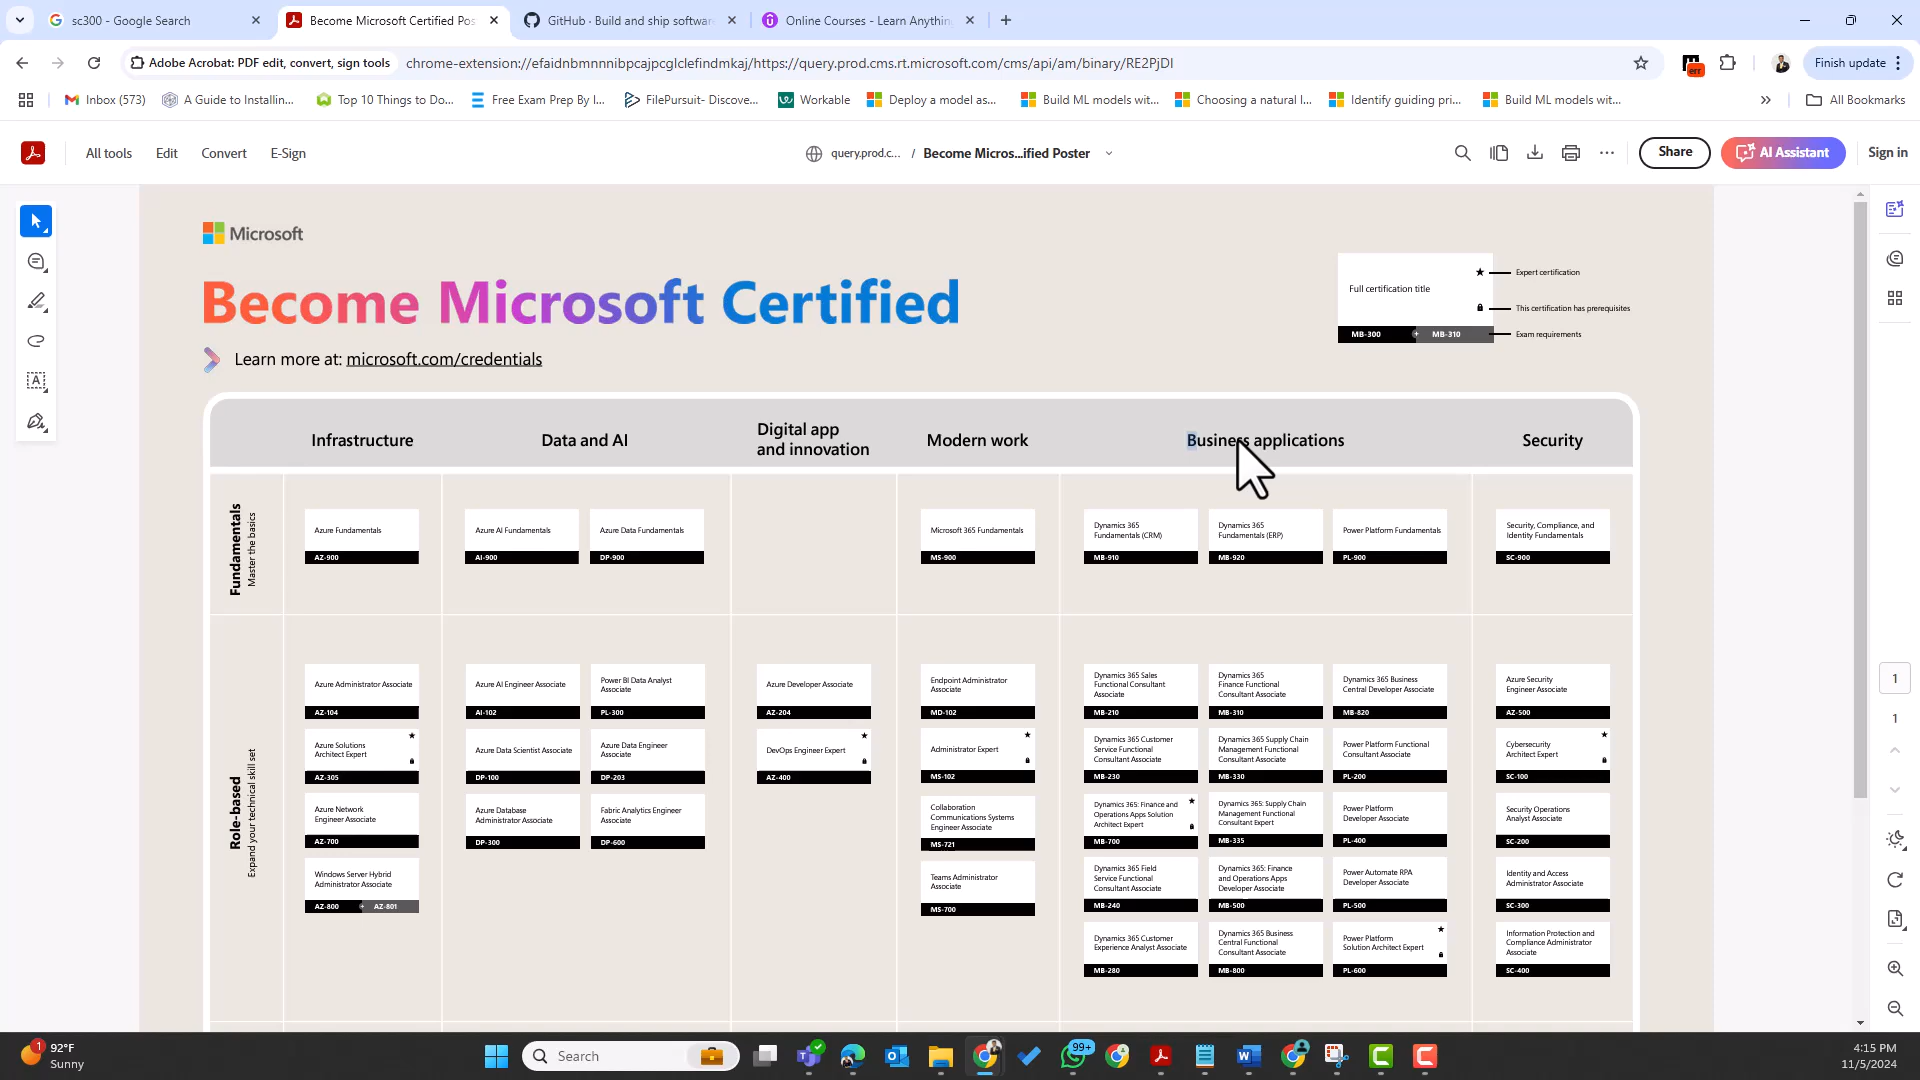 sc300 - Google Search
Become Microsoft Certified Pos
GitHub · Build and ship software
Online Courses - Learn Anything
Adobe Acrobat: PDF edit, convert, sign tools
chrome-extension://efaidnbmnnnibpcajpcglclefindmkaj/https://query.prod.cms.rt.microsoft.com/cms/api/am/binary/RE2PjDI
err
Finish update
Inbox (573)
A Guide to Installin...
Top 10 Things to Do...
Free Exam Prep By I...
FilePursuit- Discove...
Workable
Deploy a model as...
Build ML models wit...
Choosing a natural l...
Identify guiding pri...
Build ML models wit...
All Bookmarks
All tools
Edit
Convert
E-Sign
query.prod.c... / Become Micros...ified Poster
Share
AI Assistant
Sign in
Microsoft
Become Microsoft Certified
Learn more at: microsoft.com/credentials
Full certification title
MB-300 + MB-310
Expert certification
This certification has prerequisites
Exam requirements
Infrastructure
Data and AI
Digital app
and innovation
Modern work
Business applications
Security
Fundamentals
Master the basics
Azure Fundamentals
AZ-900
Azure AI Fundamentals
AI-900
Azure Data Fundamentals
DP-900
Microsoft 365 Fundamentals
MS-900
Dynamics 365
Fundamentals (CRM)
MB-910
Dynamics 365
Fundamentals (ERP)
MB-920
Power Platform Fundamentals
PL-900
Security, Compliance, and
Identity Fundamentals
SC-900
Role-based
Expand your technical skill set
Azure Administrator Associate
AZ-104
Azure Solutions
Architect Expert
AZ-305
Azure Network
Engineer Associate
AZ-700
Windows Server Hybrid
Administrator Associate
AZ-800 + AZ-801
Azure AI Engineer Associate
AI-102
Azure Data Scientist Associate
DP-100
Azure Database
Administrator Associate
DP-300
Power BI Data Analyst
Associate
PL-300
Azure Data Engineer
Associate
DP-203
Fabric Analytics Engineer
Associate
DP-600
Azure Developer Associate
AZ-204
DevOps Engineer Expert
AZ-400
Endpoint Administrator
Associate
MD-102
Administrator Expert
MS-102
Collaboration
Communications Systems
Engineer Associate
MS-721
Teams Administrator
Associate
MS-700
Dynamics 365 Sales
Functional Consultant
Associate
MB-210
Dynamics 365 Customer
Service Functional
Consultant Associate
MB-230
Dynamics 365: Finance and
Operations Apps Solution
Architect Expert
MB-700
Dynamics 365 Field
Service Functional
Consultant Associate
MB-240
Dynamics 365 Customer
Experience Analyst Associate
MB-280
Dynamics 365
Finance Functional
Consultant Associate
MB-310
Dynamics 365 Supply Chain
Management Functional
Consultant Associate
MB-330
Dynamics 365: Supply Chain
Management Functional
Consultant Expert
MB-335
Dynamics 365: Finance
and Operations Apps
Developer Associate
MB-500
Dynamics 365 Business
Central Functional
Consultant Associate
MB-800
Dynamics 365 Business
Central Developer Associate
MB-820
Power Platform Functional
Consultant Associate
PL-200
Power Platform
Developer Associate
PL-400
Power Automate RPA
Developer Associate
PL-500
Power Platform
Solution Architect Expert
PL-600
Azure Security
Engineer Associate
AZ-500
Cybersecurity
Architect Expert
SC-100
Security Operations
Analyst Associate
SC-200
Identity and Access
Administrator Associate
SC-300
Information Protection and
Compliance Administrator
Associate
SC-400
1
1
1
92°F
Sunny
Search
99+
4:15 PM
11/5/2024